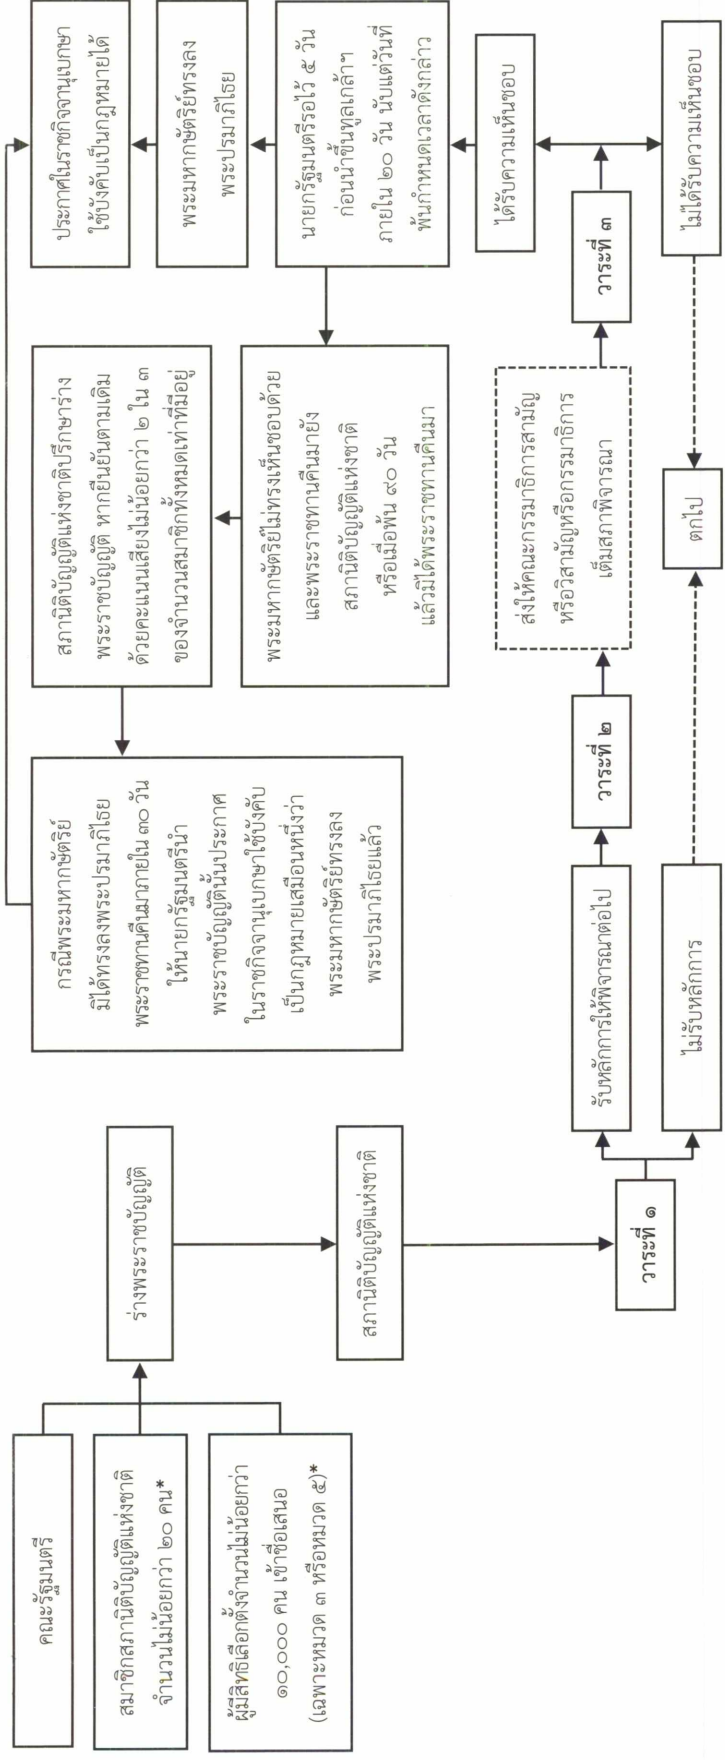 คณะรัฐมนตรี
สมาชิกสภานิติบัญญัติแห่งชาติ
จำนวนไม่น้อยกว่า ๒๐ คน*
ผู้มีสิทธิเลือกตั้งจำนวนไม่น้อยกว่า
๑๐,๐๐๐ คน เข้าชื่อเสนอ
(เฉพาะหมวด ๓ หรือหมวด ๕)*
ร่างพระราชบัญญัติ
สภานิติบัญญัติแห่งชาติ
วาระที่ ๑
รับหลักการให้พิจารณาต่อไป
ไม่รับหลักการ
วาระที่ ๒
ส่งให้คณะกรรมาธิการสามัญ
หรือวิสามัญหรือกรรมาธิการ
เต็มสภาพิจารณา
ตกไป
วาระที่ ๓
ได้รับความเห็นชอบ
ไม่ได้รับความเห็นชอบ
นายกรัฐมนตรีรอไว้ ๕ วัน
ก่อนนำขึ้นทูลเกล้าฯ
ภายใน ๒๐ วัน นับแต่วันที่
พ้นกำหนดเวลาดังกล่าว
พระมหากษัตริย์ทรงลง
พระปรมาภิไธย
ประกาศในราชกิจจานุเบกษา
ใช้บังคับเป็นกฎหมายได้
พระมหากษัตริย์ไม่ทรงเห็นชอบด้วย
และพระราชทานคืนมายัง
สภานิติบัญญัติแห่งชาติ
หรือเมื่อพ้น ๙๐ วัน
แล้วมิได้พระราชทานคืนมา
สภานิติบัญญัติแห่งชาติปรึกษาร่าง
พระราชบัญญัติ หากยืนยันตามเดิม
ด้วยคะแนนเสียงไม่น้อยกว่า ๒ ใน ๓
ของจำนวนสมาชิกทั้งหมดเท่าที่มีอยู่
กรณีพระมหากษัตริย์
มิได้ทรงลงพระปรมาภิไธย
พระราชทานคืนมาภายใน ๓๐ วัน
ให้นายกรัฐมนตรีนำ
พระราชบัญญัตินั้นประกาศ
ในราชกิจจานุเบกษาใช้บังคับ
เป็นกฎหมายเสมือนหนึ่งว่า
พระมหากษัตริย์ทรงลง
พระปรมาภิไธยแล้ว